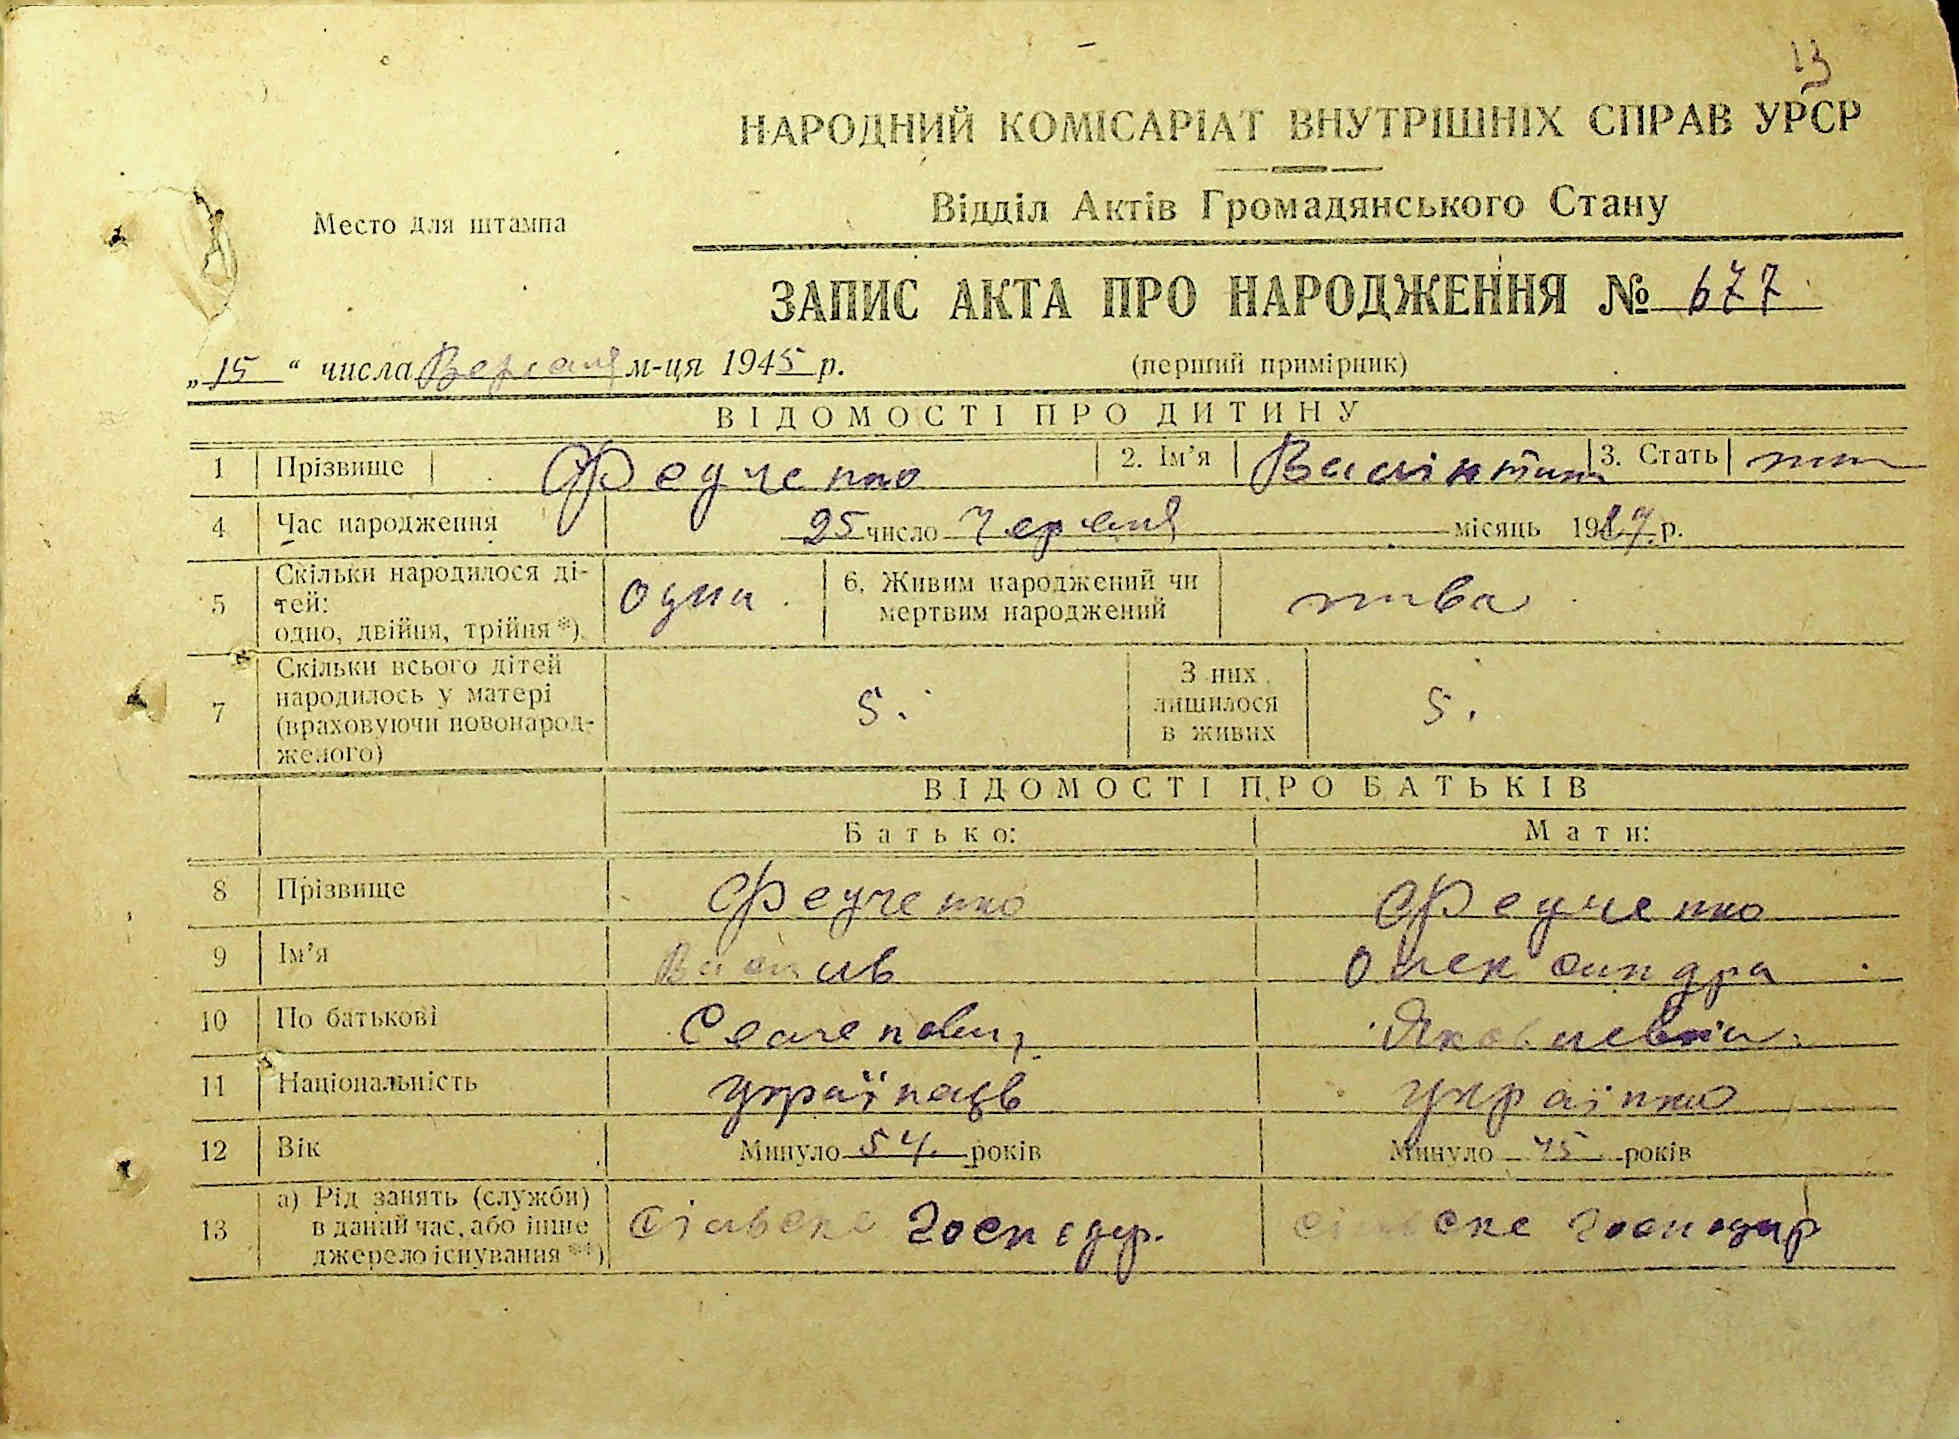 13
НАРОДНИЙ КОМІСАРІАТ ВНУТРІШНІХ СПРАВ УРСР
Место для штампа
Відділ Актів Громадянського Стану
ЗАПИС АКТА ПРО НАРОДЖЕННЯ № 677
„15“ числа Вересня м-ця 1945 р. (перший примірник)
ВІДОМОСТІ ПРО ДИТИНУ
1 Прізвище Федченко 2. Ім'я 3. Стать
4 Час народження 25 число Червня місяць 19 р.
5 Скільки народилося дітей: одно, двійня, трійня *) одна 6. Живим народжений чи мертвим народжений жива
7 Скільки всього дітей народилось у матері (враховуючи новонародженого) 5. З них лишилося в живих 5.
ВІДОМОСТІ ПРО БАТЬКІВ
Батько: Мати:
8 Прізвище Федченко Федченко
9 Ім'я Олександра
10 По батькові Семенович Яковлевна
11 Національність українець українка
12 Вік Минуло 54 років Минуло 45 років
13 а) Рід занять (служби) в даний час, або інше джерело існування **) Сільське господар. сільске господар